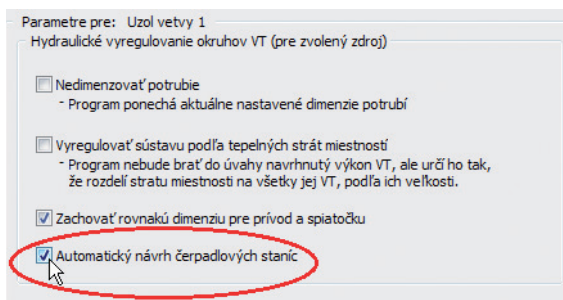 Parametre pre: Uzol vetvy 1
Hydraulické vyregulovanie okruhov VT (pre zvolený zdroj)
Nedimenzovať potrubie
- Program ponechá aktuálne nastavené dimenzie potrubí
Vyregulovať sústavu podľa tepelných strát miestností
- Program nebude brať do úvahy navrhnutý výkon VT, ale určí ho tak,
že rozdelí stratu miestnosti na všetky jej VT, podľa ich veľkosti.
Zachovať rovnakú dimenziu pre prívod a spiatočku
Automatický návrh čerpadlových staníc